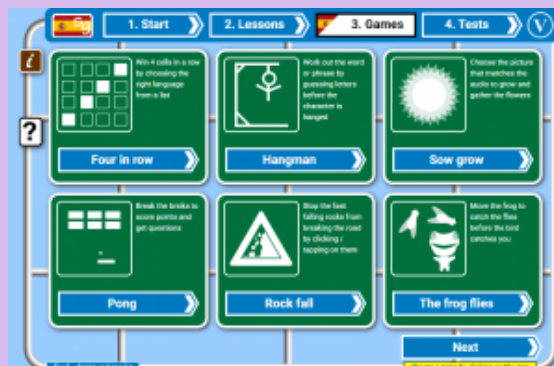 1. Start
2. Lessons
3. Games
4. Tests
V
i
?
Win 4 cells in a row
by choosing the
right language
from a list
Four in row
Work out the word
or phrase by
guessing letters
before the
character is
hanged
Hangman
Choose the picture
that matches the
audio to grow and
gather the flowers
Sow grow
Break the bricks to
score points and
get questions
Pong
Stop the fast
falling rocks from
breaking the road
by clicking /
tapping on them
Rock fall
Move the frog to
catch the flies
before the bird
catches you
The frog flies
Next